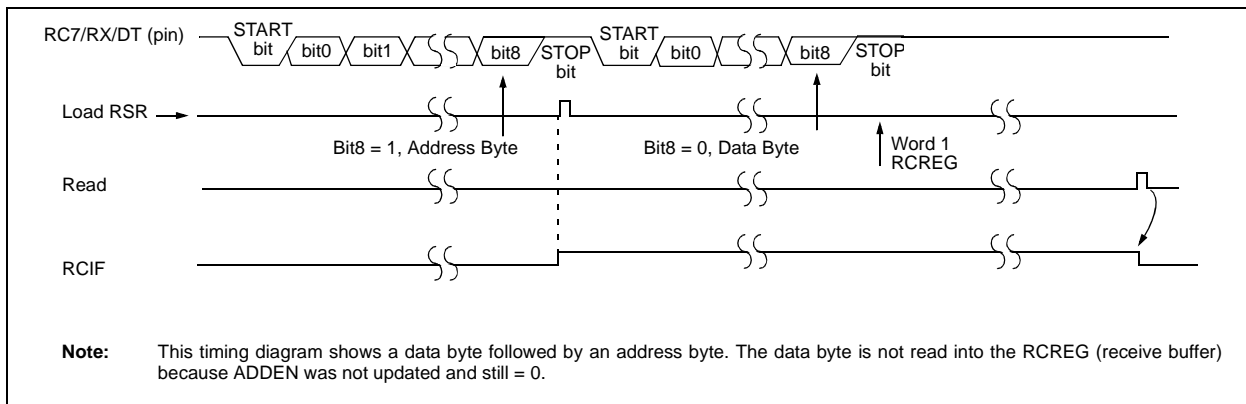 RC7/RX/DT (pin)
START
bit
bit0
bit1
bit8
STOP
bit
START
bit
bit0
bit8
STOP
bit
Load RSR
Bit8 = 1, Address Byte
Bit8 = 0, Data Byte
Word 1
RCREG
Read
RCIF
Note: This timing diagram shows a data byte followed by an address byte. The data byte is not read into the RCREG (receive buffer)
because ADDEN was not updated and still = 0.